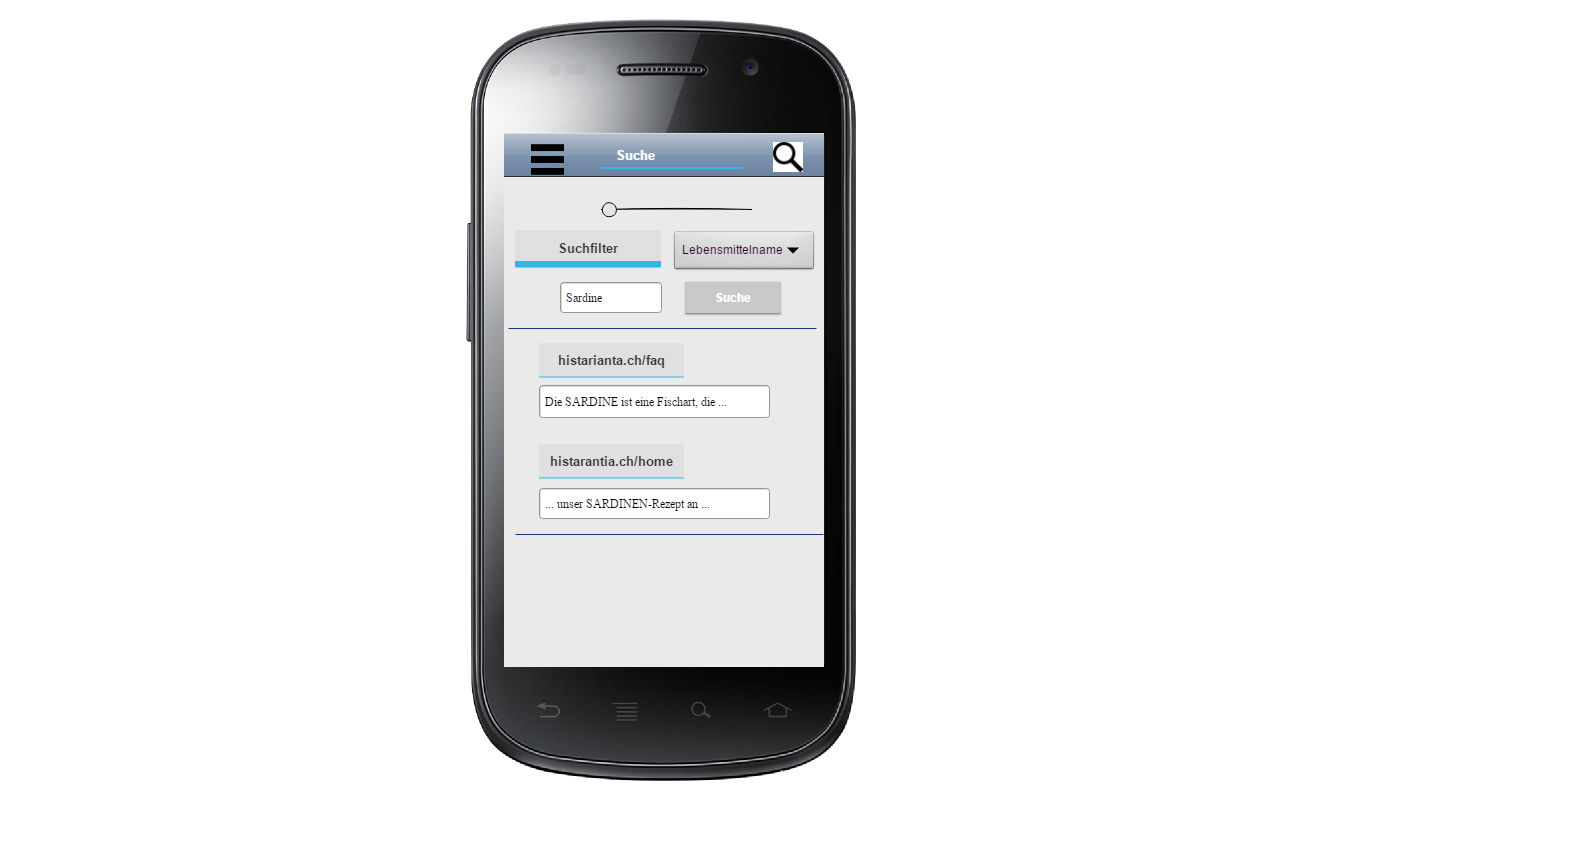 Suche
Suchfilter
Lebensmittelname
Sardine
Suche
histarianta.ch/faq
Die SARDINE ist eine Fischart, die ...
histarantia.ch/home
... unser SARDINEN-Rezept an ...